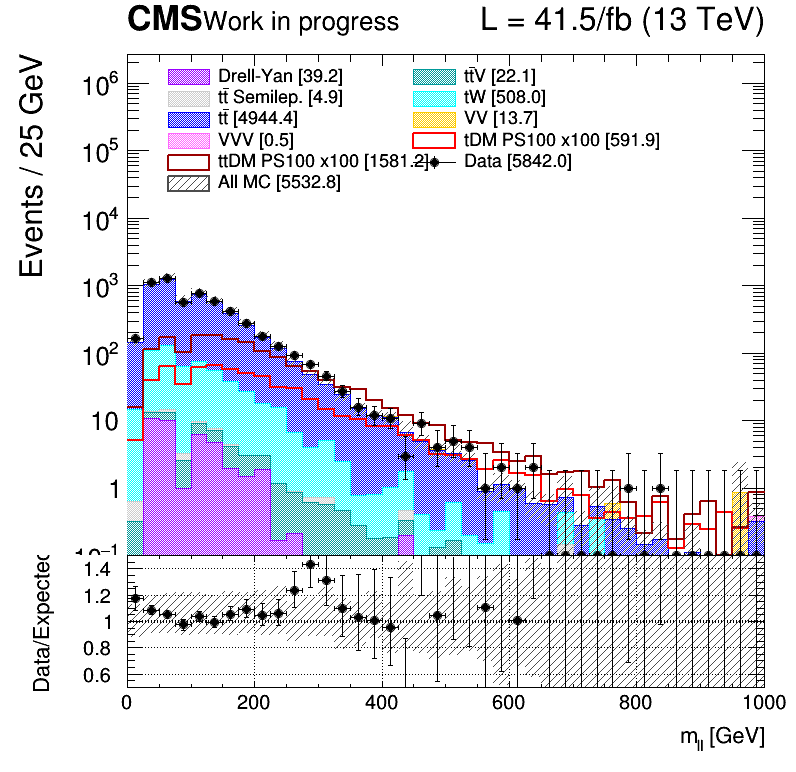 CMS Work in progress L = 41.5/fb (13 TeV)
Events / 25 GeV
Drell-Yan [39.2] tt̄V [22.1]
tt̄ Semilep. [4.9] tW [508.0]
tt̄ [4944.4] VV [13.7]
VVV [0.5] tDM PS100 x100 [591.9]
ttDM PS100 x100 [1581.2] Data [5842.0]
All MC [5532.8]
10⁶
10⁵
10⁴
10³
10²
10
1
10⁻¹
Data/Expected
1.4
1.2
1
0.8
0.6
0 200 400 600 800 1000
m_ll [GeV]